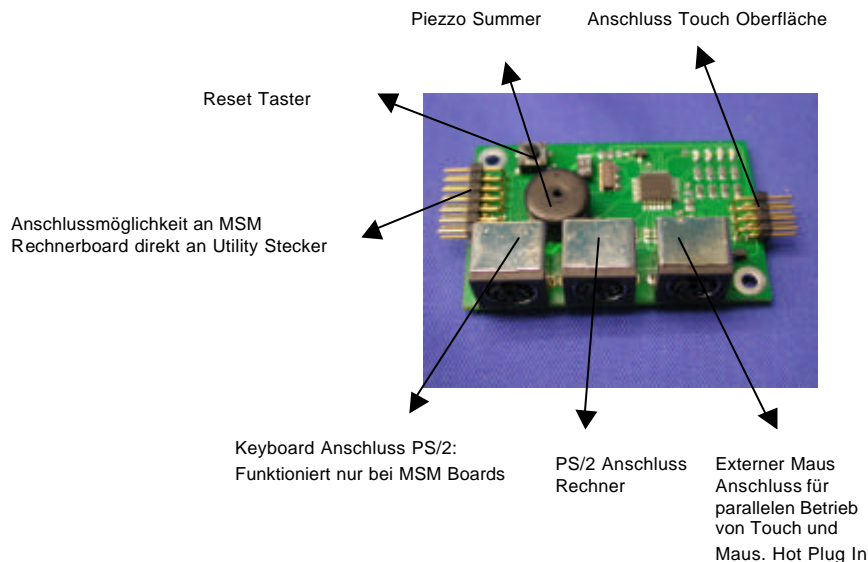 Piezzo Summer
Anschluss Touch Oberfläche
Reset Taster
Anschlussmöglichkeit an MSM
Rechnerboard direkt an Utility Stecker
Keyboard Anschluss PS/2:
Funktioniert nur bei MSM Boards
PS/2 Anschluss
Rechner
Externer Maus
Anschluss für
parallelen Betrieb
von Touch und
Maus. Hot Plug In